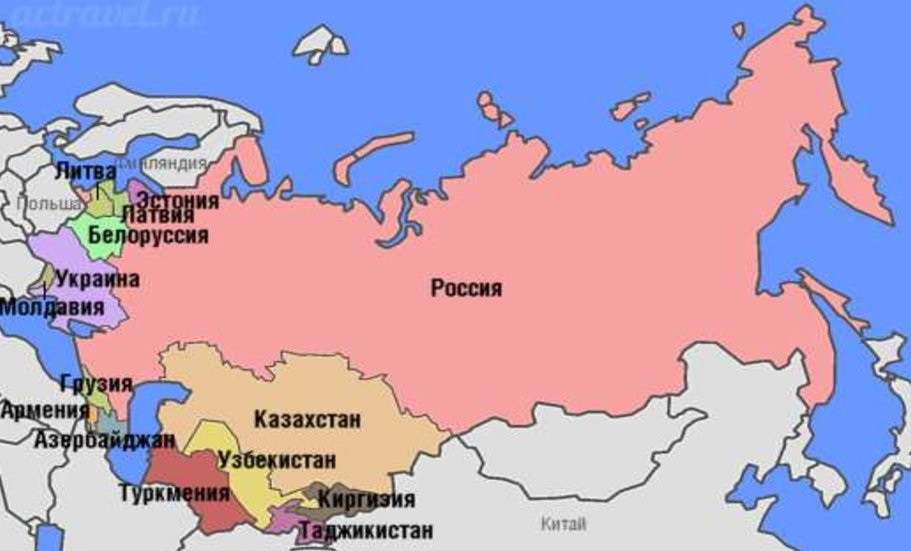 actravel.ru
Литва
Финляндия
Польша
Эстония
Латвия
Белоруссия
Украина
Россия
Молдавия
Грузия
Армения
Казахстан
Азербайджан
Узбекистан
Туркмения
Киргизия
Таджикистан
Китай